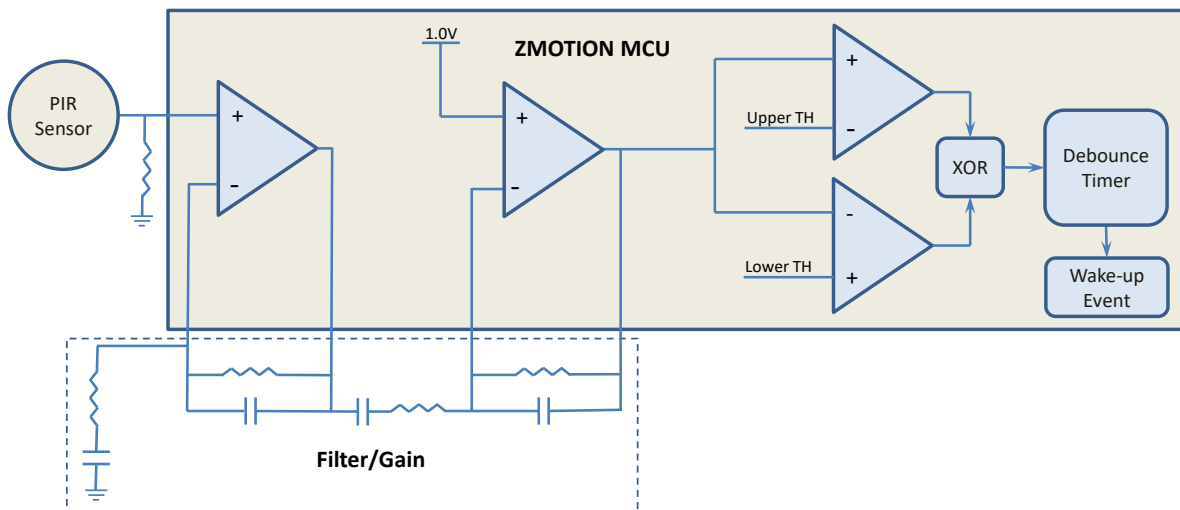 1.0V
ZMOTION MCU
PIR
Sensor
+
-
+
-
+
Upper TH
-
XOR
Debounce
Timer
-
Lower TH
+
Wake-up
Event
Filter/Gain